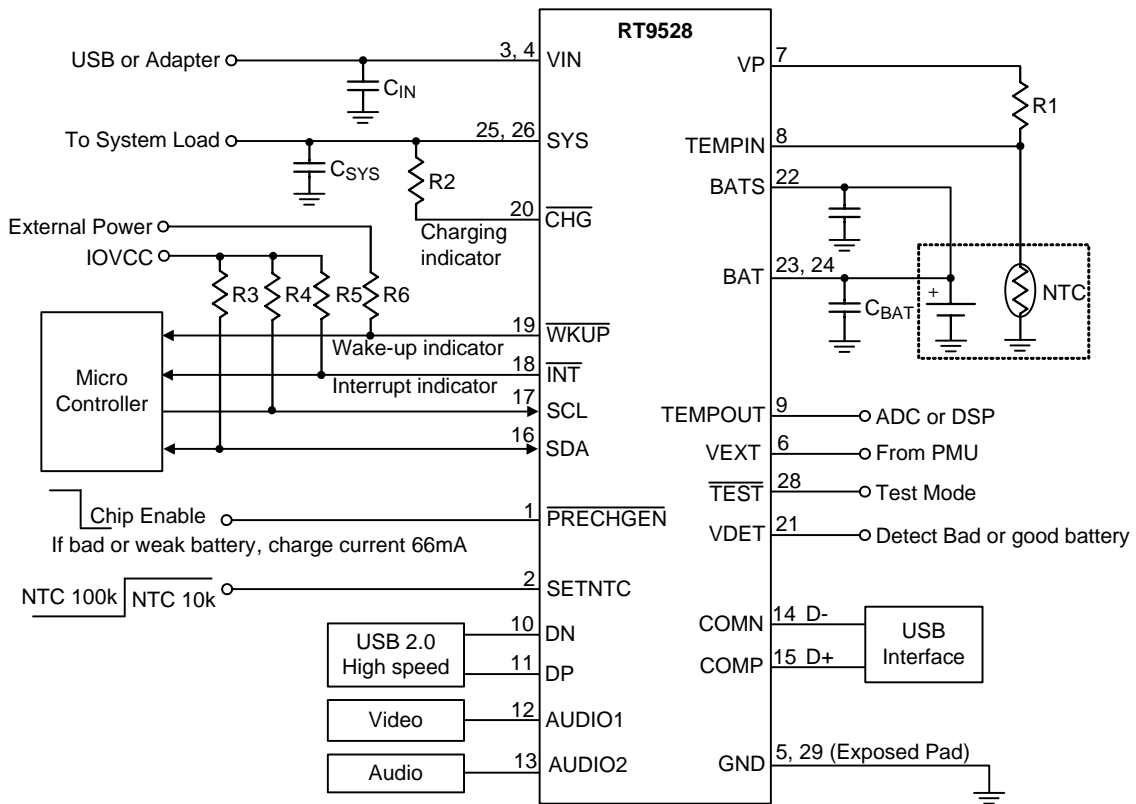 RT9528
USB or Adapter
3, 4
VIN
CIN
To System Load
25, 26
SYS
CSYS
R2
20
CHG
Charging
indicator
External Power
IOVCC
R3
R4
R5
R6
19
WKUP
Wake-up indicator
18
INT
Interrupt indicator
Micro
Controller
17
SCL
16
SDA
Chip Enable
1
PRECHGEN
If bad or weak battery, charge current 66mA
NTC 100k
NTC 10k
2
SETNTC
USB 2.0
High speed
10
DN
11
DP
Video
12
AUDIO1
Audio
13
AUDIO2
VP
7
R1
TEMPIN
8
BATS
22
BAT
23, 24
CBAT
+
NTC
TEMPOUT
9
ADC or DSP
VEXT
6
From PMU
TEST
28
Test Mode
VDET
21
Detect Bad or good battery
COMN
14 D-
COMP
15 D+
USB
Interface
GND
5, 29 (Exposed Pad)